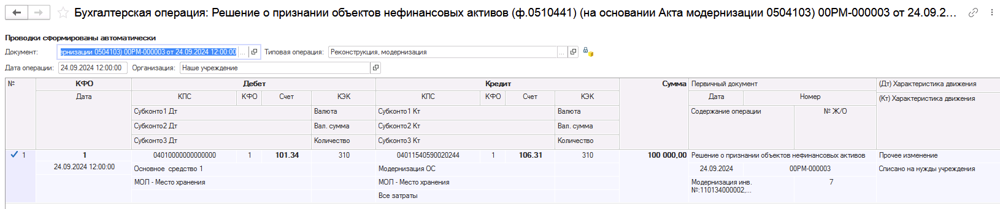 Бухгалтерская операция: Решение о признании объектов нефинансовых активов (ф.0510441) (на основании Акта модернизации 0504103) 00РМ-000003 от 24.09.2...
Проводки сформированы автоматически
Документ: ернизации 0504103) 00РМ-000003 от 24.09.2024 12:00:00 ... Типовая операция: Реконструкция, модернизация ...
Дата операции: 24.09.2024 12:00:00 Организация: Наше учреждение
№ КФО Дебет Кредит Сумма Первичный документ (Дт) Характеристика движения
Дата КПС КФО Счет КЭК КПС КФО Счет КЭК Дата Номер (Кт) Характеристика движения
Субконто1 Дт Валюта Субконто1 Кт Валюта Содержание операции № Ж/О
Субконто2 Дт Вал. сумма Субконто2 Кт Вал. сумма
Субконто3 Дт Количество Субконто3 Кт Количество
1 1 04010000000000000 1 101.34 310 04011540590020244 1 106.31 310 100 000,00 Решение о признании объектов нефинансовых активов Прочее изменение
24.09.2024 12:00:00 Основное средство 1 Модернизация ОС 24.09.2024 00РМ-000003 Списано на нужды учреждения
МОЛ - Место хранения МОЛ - Место хранения Модернизация инв. 7
№:110134000002,...
Все затраты